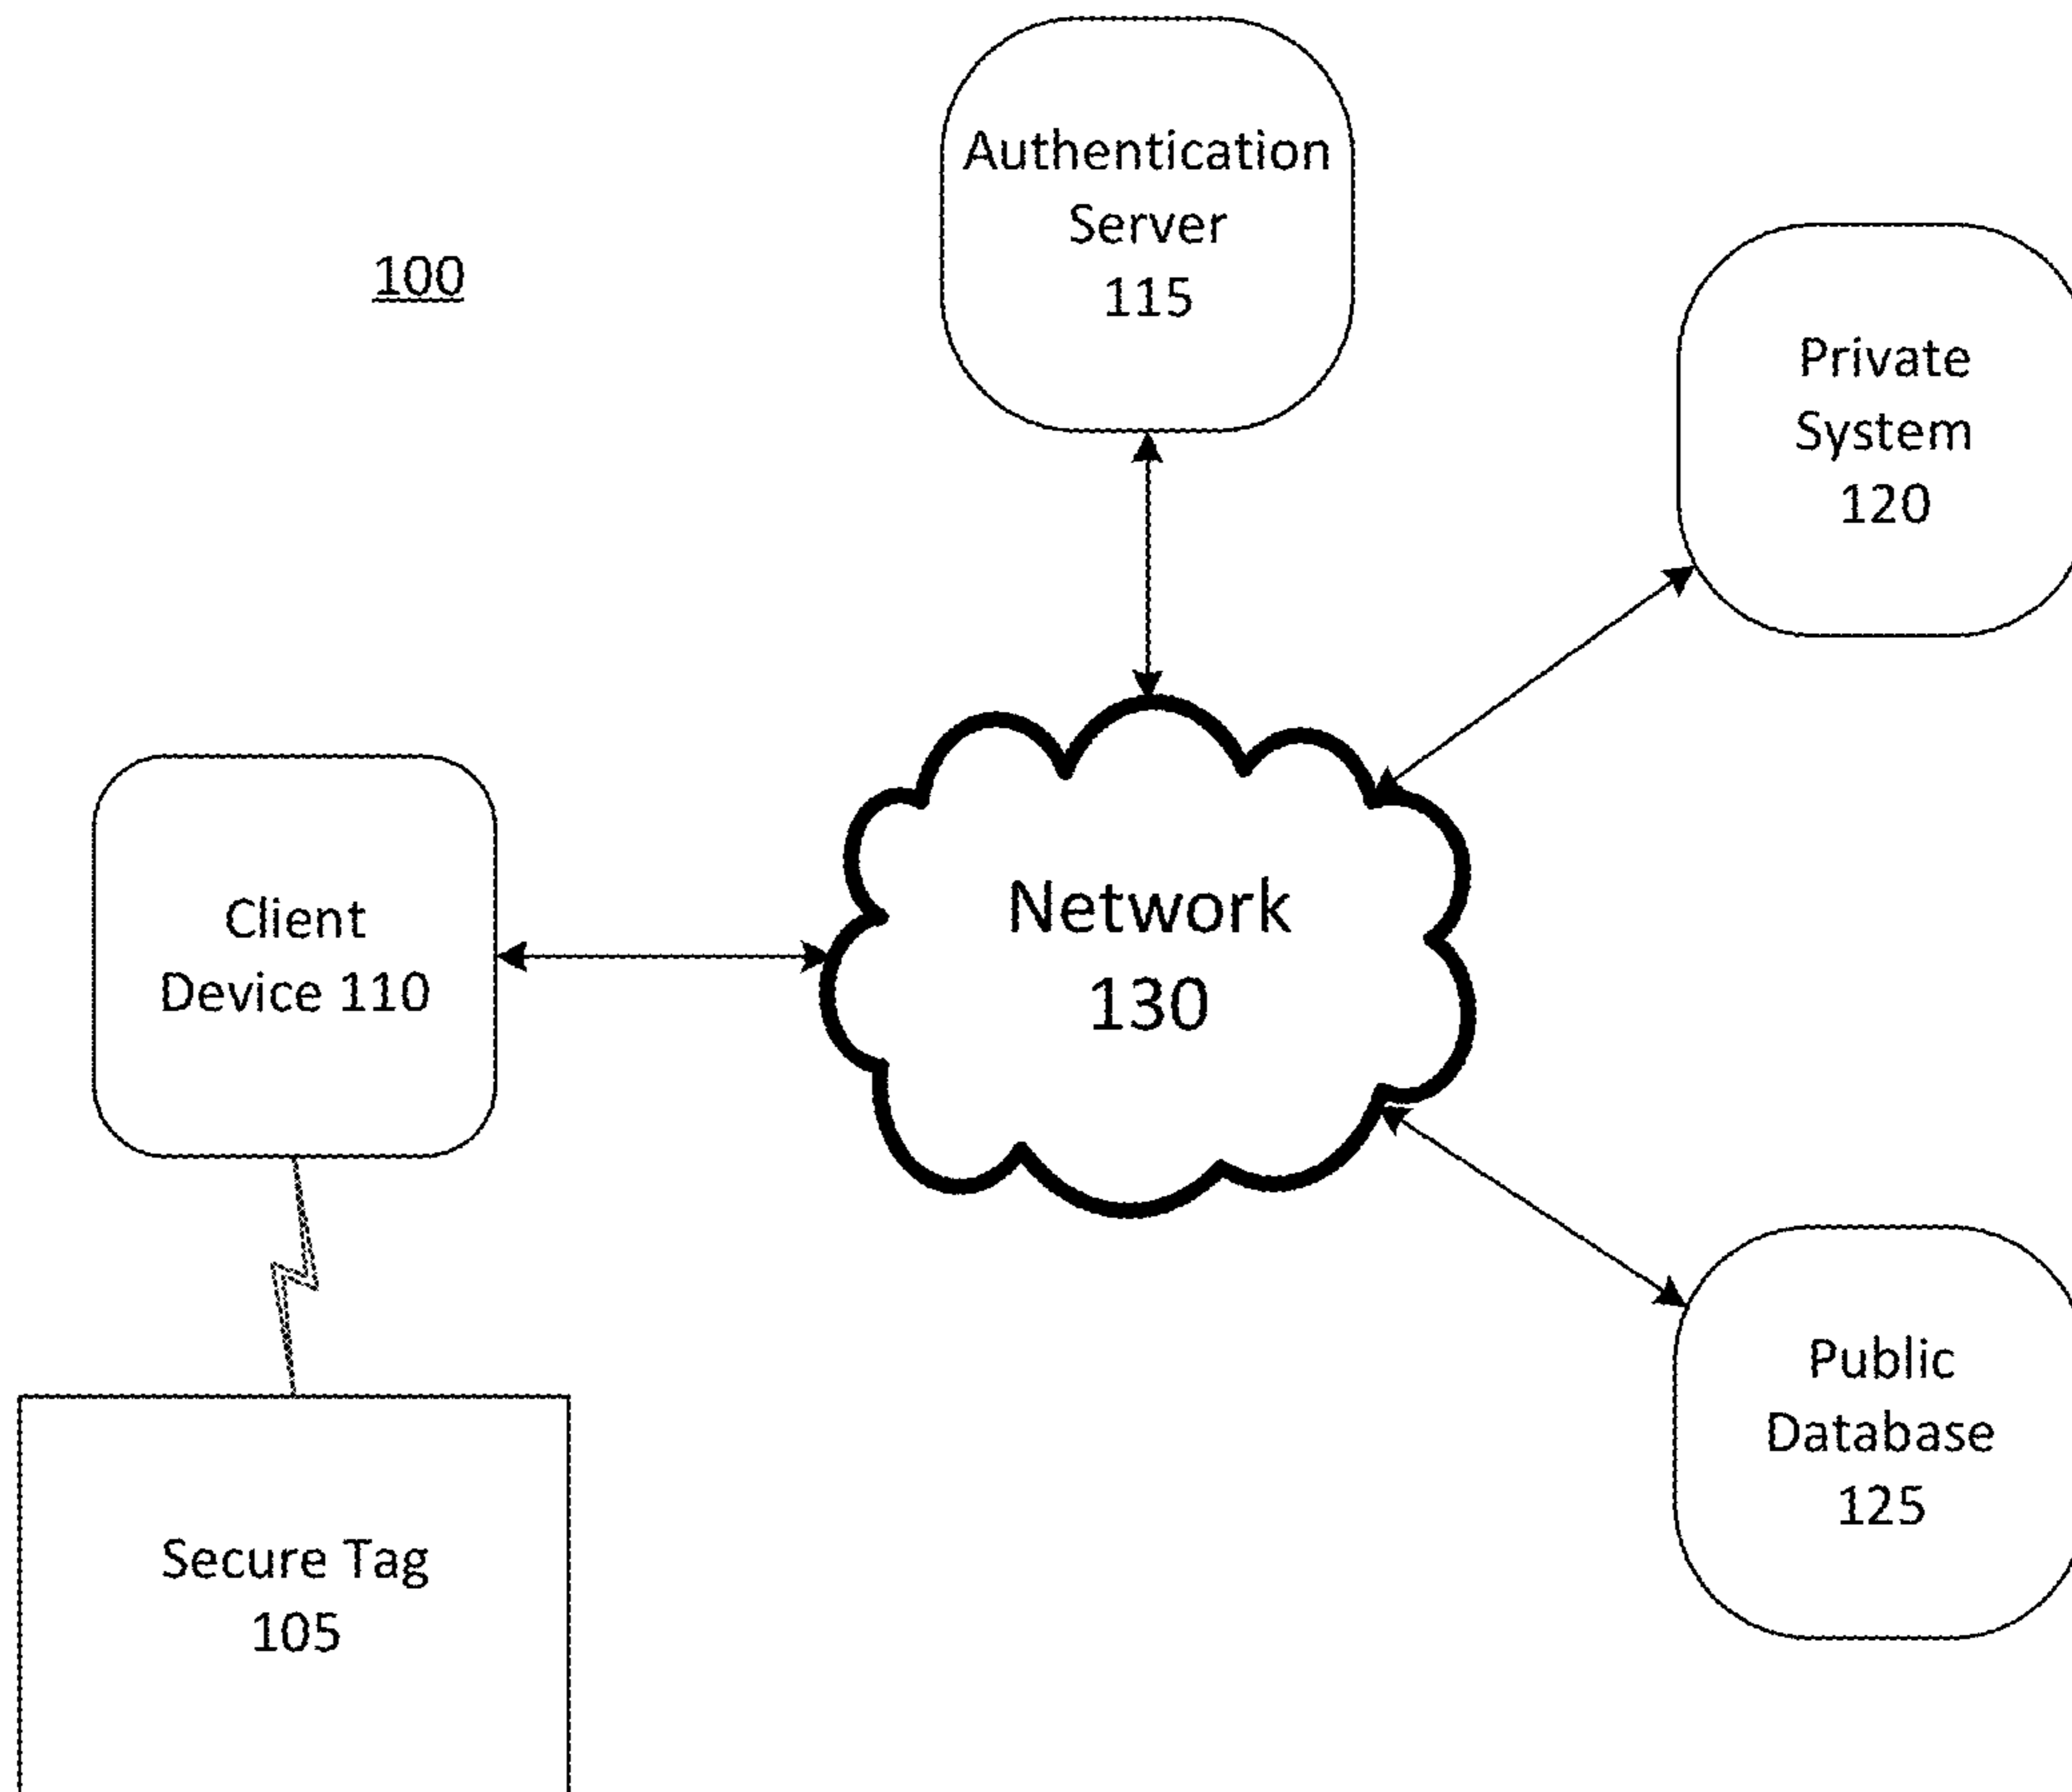 100
Authentication
Server
115
Private
System
120
Client
Device 110
Network
130
Public
Database
125
Secure Tag
105